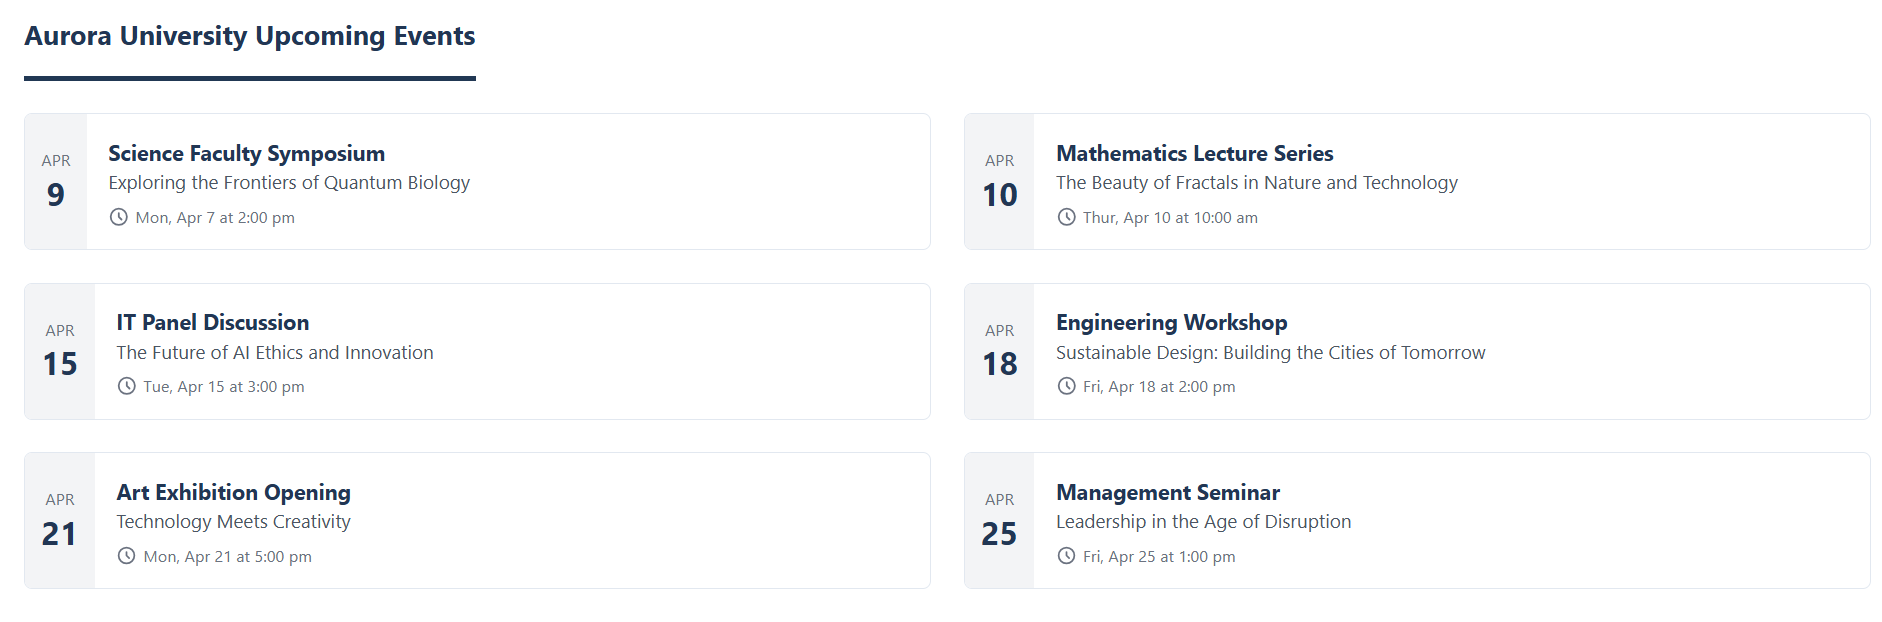 Aurora University Upcoming Events
APR
9
Science Faculty Symposium
Exploring the Frontiers of Quantum Biology
Mon, Apr 7 at 2:00 pm
APR
10
Mathematics Lecture Series
The Beauty of Fractals in Nature and Technology
Thur, Apr 10 at 10:00 am
APR
15
IT Panel Discussion
The Future of AI Ethics and Innovation
Tue, Apr 15 at 3:00 pm
APR
18
Engineering Workshop
Sustainable Design: Building the Cities of Tomorrow
Fri, Apr 18 at 2:00 pm
APR
21
Art Exhibition Opening
Technology Meets Creativity
Mon, Apr 21 at 5:00 pm
APR
25
Management Seminar
Leadership in the Age of Disruption
Fri, Apr 25 at 1:00 pm